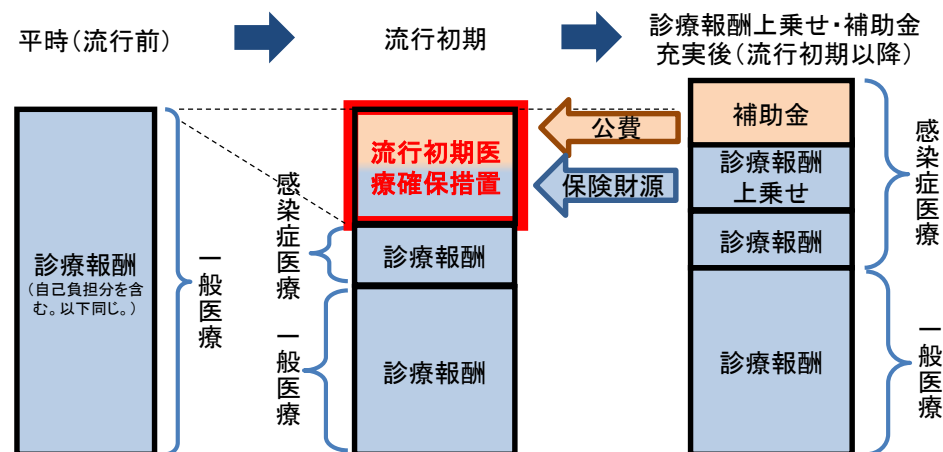 平時(流行前)
流行初期
診療報酬上乗せ・補助金
充実後(流行初期以降)
診療報酬
(自己負担分を含
む。以下同じ。)
一般医療
流行初期医
療確保措置
診療報酬
診療報酬
感染症医療
一般医療
公費
保険財源
補助金
診療報酬
上乗せ
診療報酬
診療報酬
感染症医療
一般医療